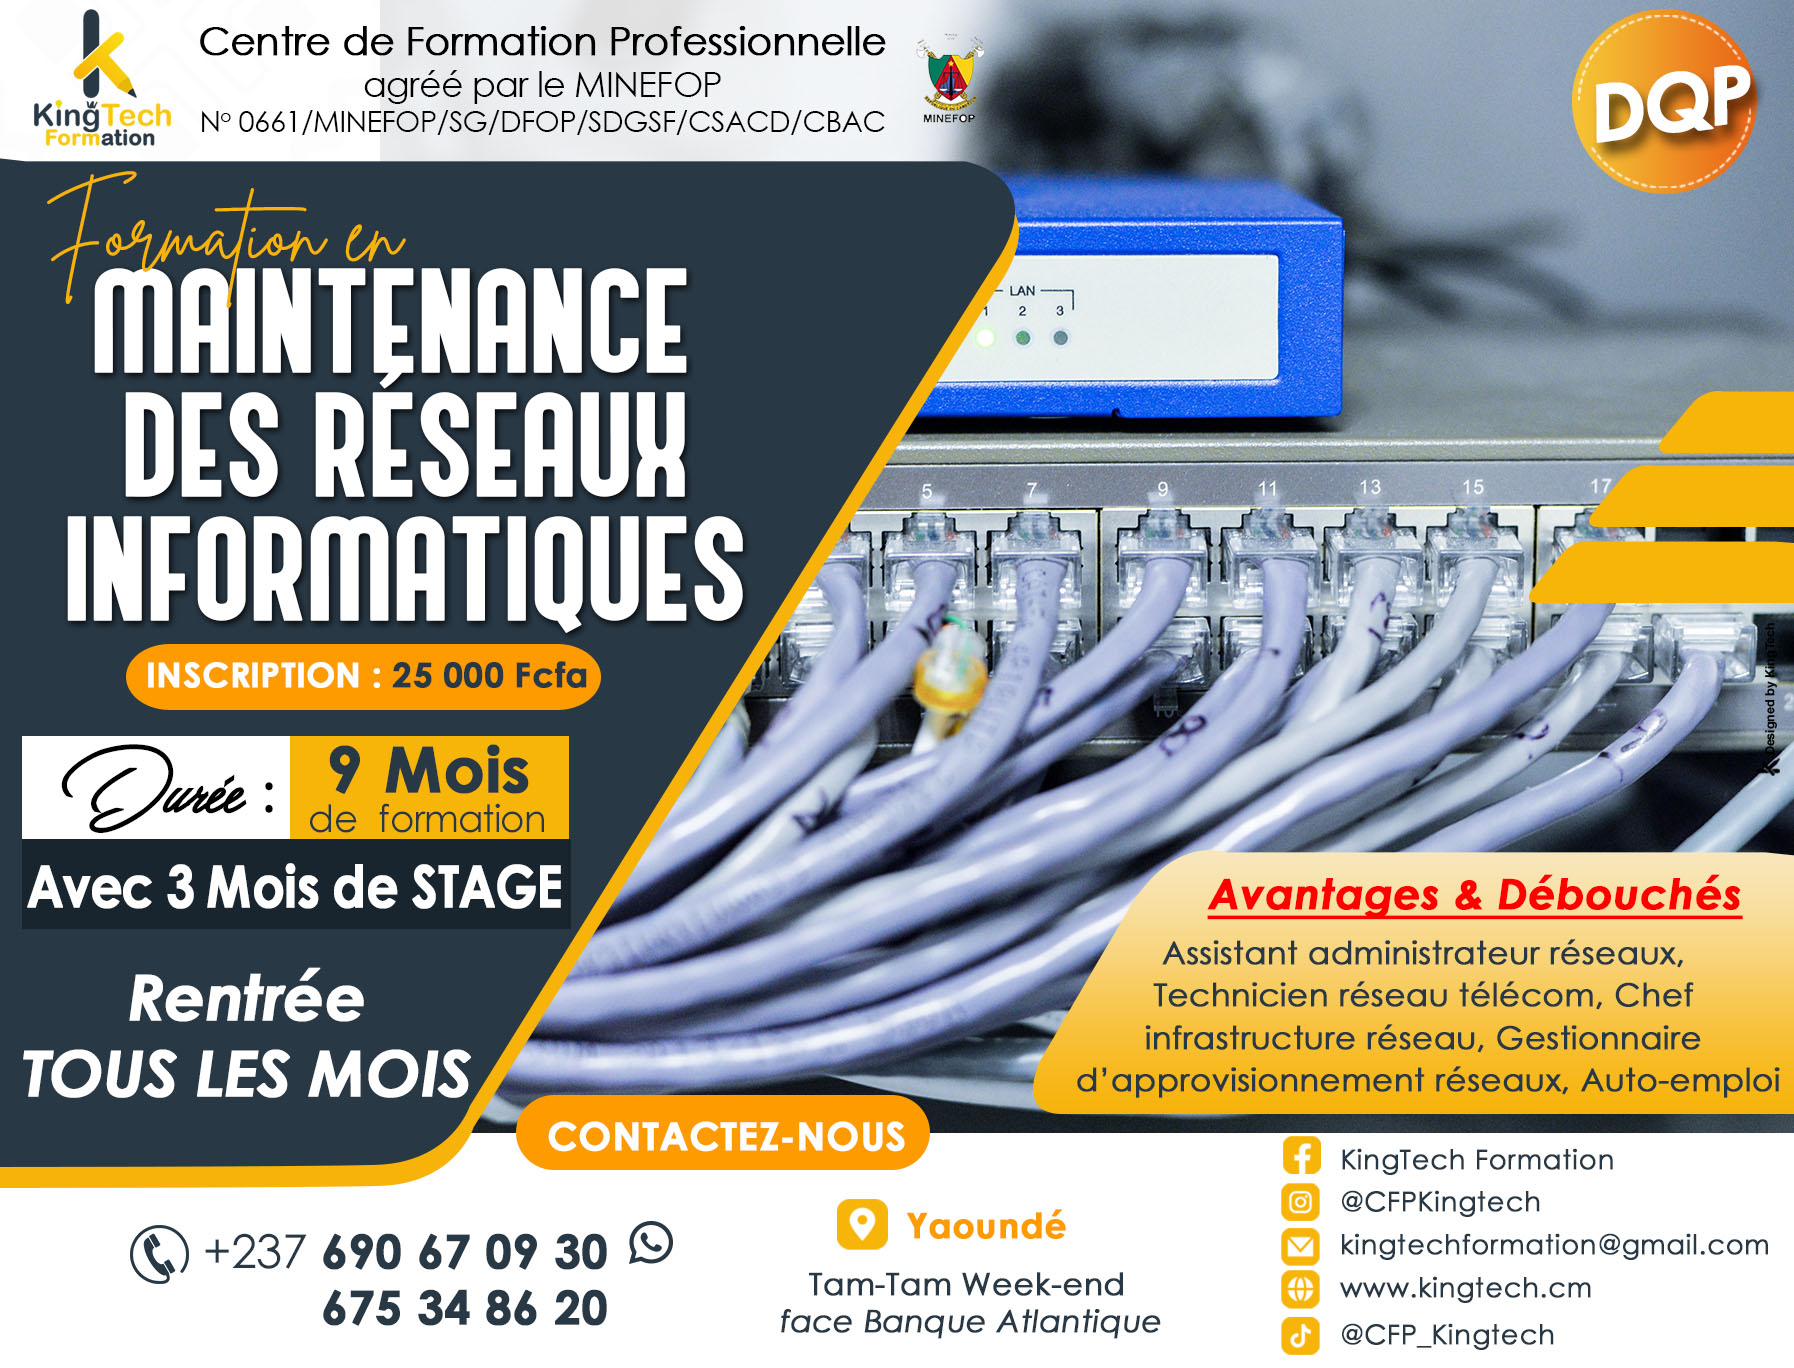 KingTech
Formation
Centre de Formation Professionnelle
agréé par le MINEFOP
N° 0661/MINEFOP/SG/DFOP/SDGSF/CSACD/CBAC
MINEFOP
DQP
Formation en
MAINTENANCE
DES RÉSEAUX
INFORMATIQUES
INSCRIPTION : 25 000 Fcfa
Durée :
9 Mois
de formation
Avec 3 Mois de STAGE
Rentrée
TOUS LES MOIS
LAN
1 2 3
5 7 9 11 13 15 17
Designed by KingTech
Avantages & Débouchés
Assistant administrateur réseaux,
Technicien réseau télécom, Chef
infrastructure réseau, Gestionnaire
d'approvisionnement réseaux, Auto-emploi
CONTACTEZ-NOUS
+237 690 67 09 30
675 34 86 20
Yaoundé
Tam-Tam Week-end
face Banque Atlantique
KingTech Formation
@CFPKingtech
kingtechformation@gmail.com
www.kingtech.cm
@CFP_Kingtech